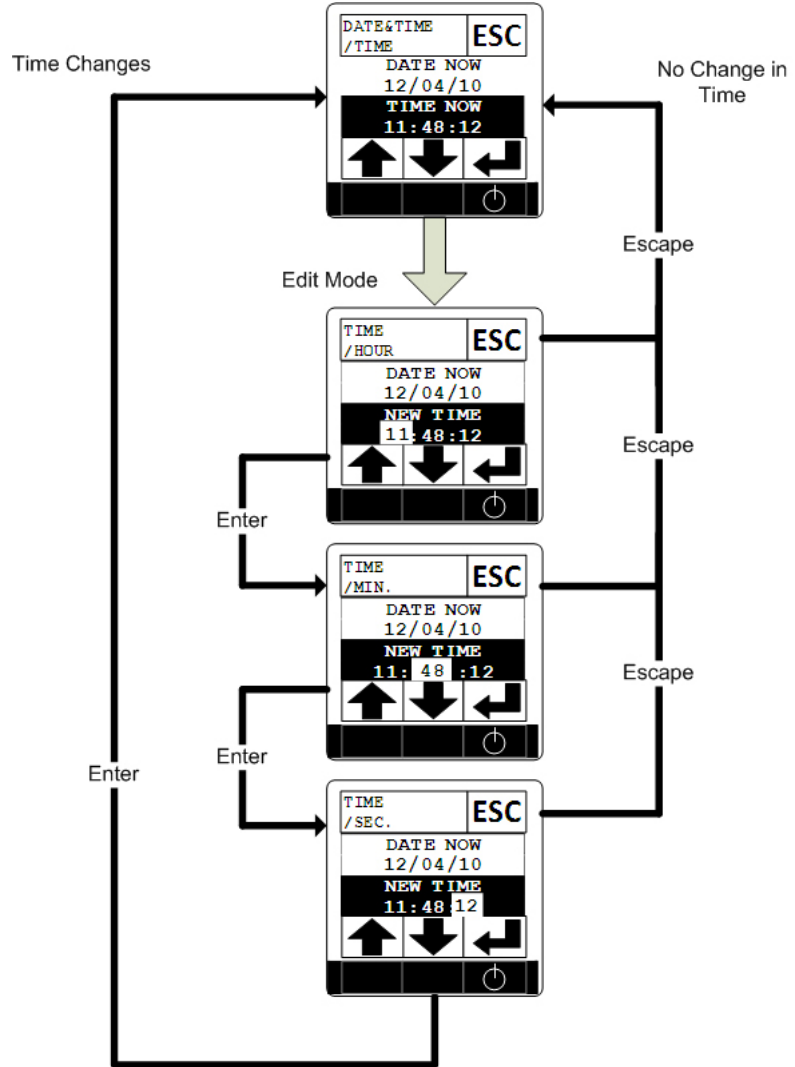 Time Changes
No Change in
Time
DATE&TIME
/TIME
ESC
DATE NOW
12/04/10
TIME NOW
11:48:12
Escape
Edit Mode
TIME
/HOUR
ESC
DATE NOW
12/04/10
NEW TIME
11:48:12
Escape
Enter
TIME
/MIN.
ESC
DATE NOW
12/04/10
NEW TIME
11: 48 :12
Escape
Enter
Enter
TIME
/SEC.
ESC
DATE NOW
12/04/10
NEW TIME
11:48:12